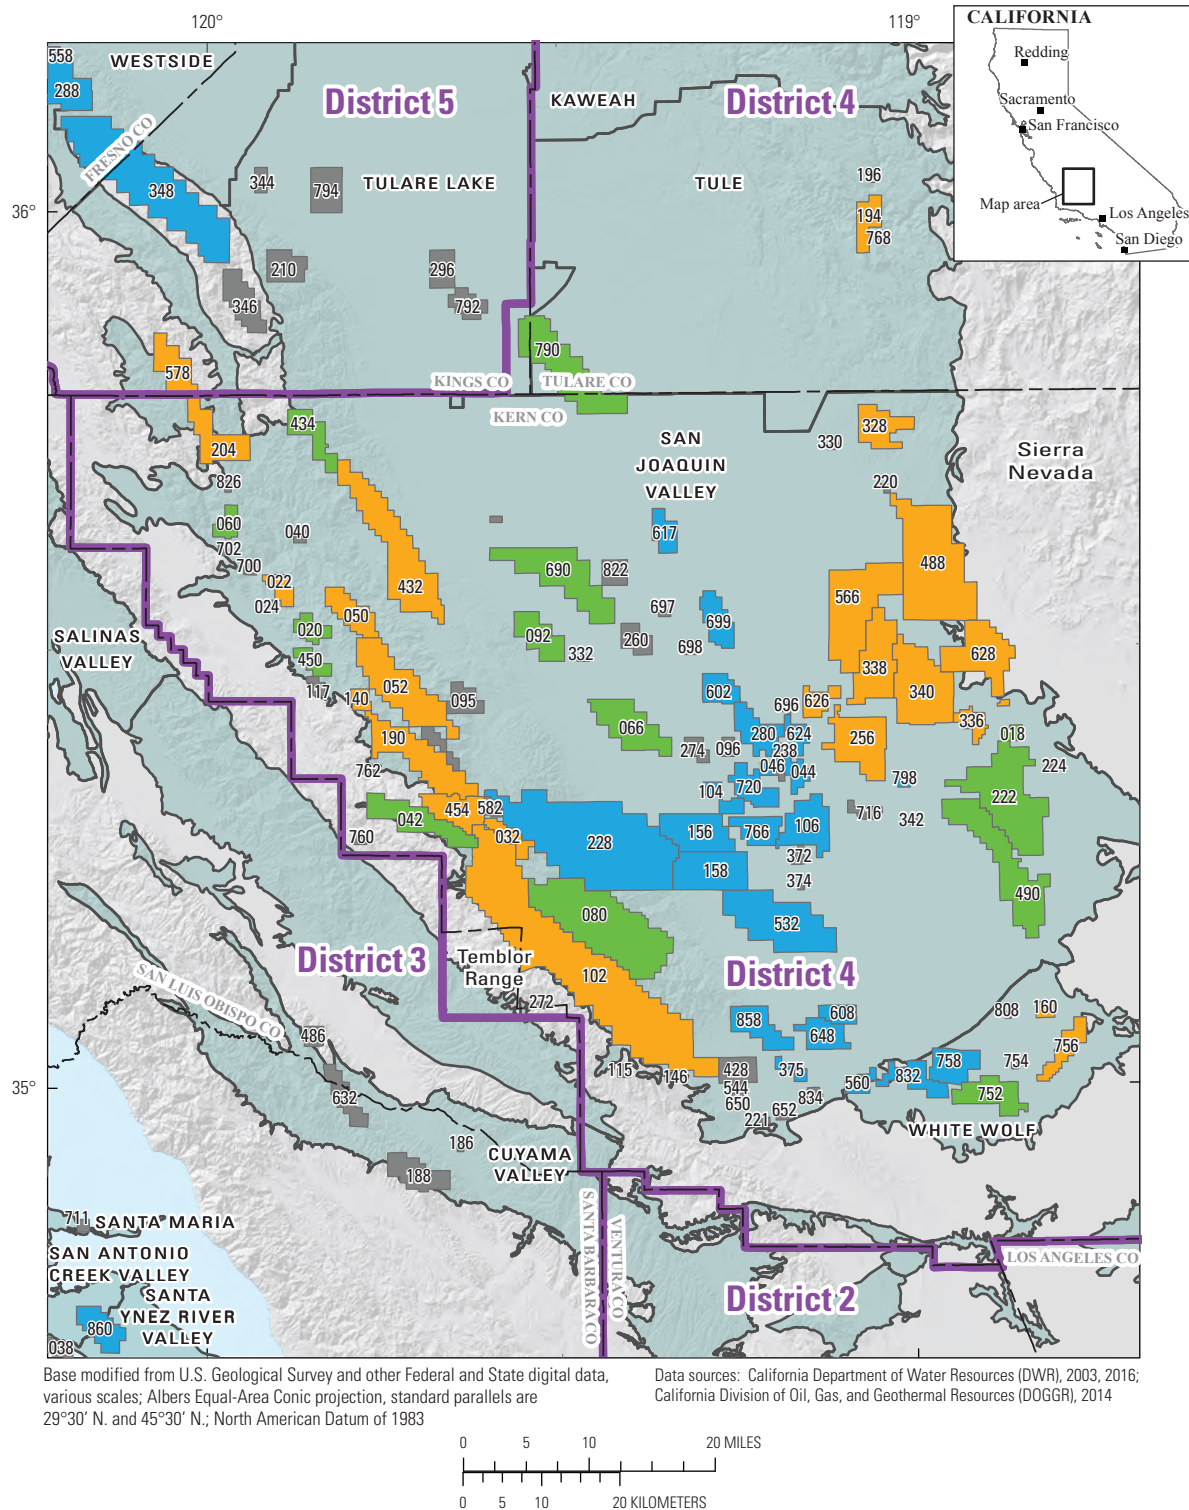 120°
119°
CALIFORNIA
Redding
Sacramento
San Francisco
Map area
Los Angeles
San Diego
558
WESTSIDE
288
District 5
KAWEAH
District 4
FRESNO CO
348
344
794
TULARE LAKE
TULE
196
36°
194
768
210
296
346
792
790
578
KINGS CO
TULARE CO
KERN CO
434
328
204
330
SAN
JOAQUIN
VALLEY
Sierra
Nevada
826
220
060
040
617
702
690
822
488
700
022
432
566
024
050
697
699
020
092
260
SALINAS
VALLEY
332
698
628
450
338
117
052
602
340
140
095
696
626
336
066
280
624
018
190
274
096
238
256
762
046
044
224
798
104
720
222
454
582
042
716
342
032
156
766
106
760
228
372
158
374
490
080
532
District 3
Temblor
Range
102
District 4
SAN LUIS OBISPO CO
272
808
160
858
608
648
486
756
115
146
428
375
758
754
35°
560
832
544
752
632
650
834
652
221
WHITE WOLF
186
CUYAMA
VALLEY
188
SANTA BARBARA CO
VENTURA CO
711
SANTA MARIA
SAN ANTONIO
CREEK VALLEY
LOS ANGELES CO
SANTA
YNEZ RIVER
VALLEY
860
District 2
038
Base modified from U.S. Geological Survey and other Federal and State digital data,
various scales; Albers Equal-Area Conic projection, standard parallels are
29°30’ N. and 45°30’ N.; North American Datum of 1983
Data sources: California Department of Water Resources (DWR), 2003, 2016;
California Division of Oil, Gas, and Geothermal Resources (DOGGR), 2014
0 5 10 20 MILES
0 5 10 20 KILOMETERS